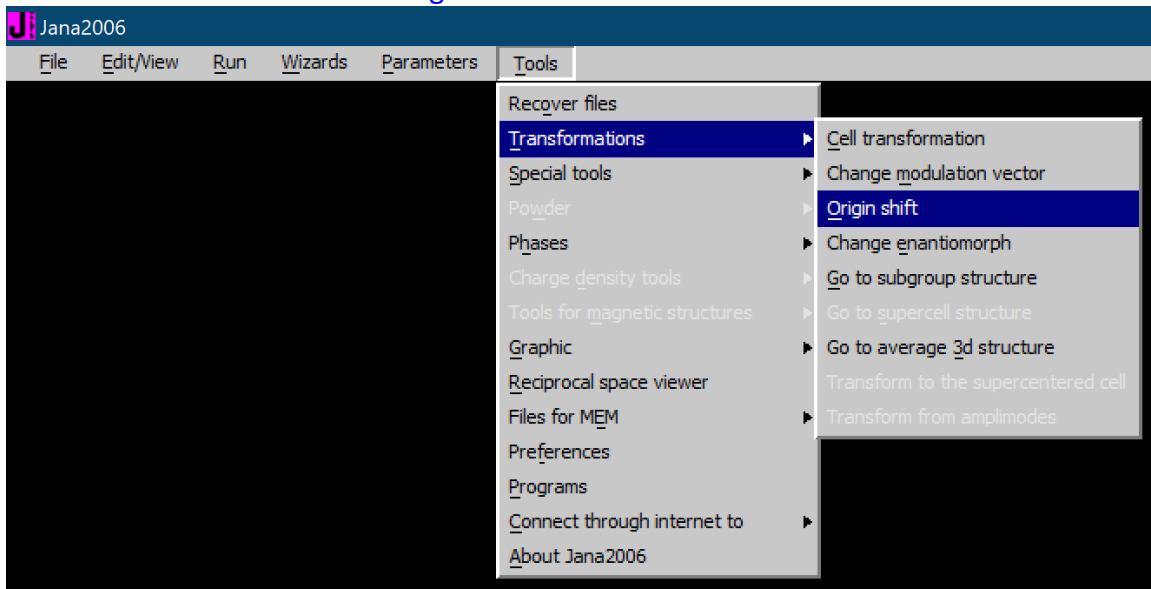 Jana2006
File Edit/View Run Wizards Parameters Tools
Recover files
Transformations
Special tools
Powder
Phases
Charge density tools
Tools for magnetic structures
Graphic
Reciprocal space viewer
Files for MEM
Preferences
Programs
Connect through internet to
About Jana2006
Cell transformation
Change modulation vector
Origin shift
Change enantiomorph
Go to subgroup structure
Go to supercell structure
Go to average 3d structure
Transform to the supercentered cell
Transform from amplimodes